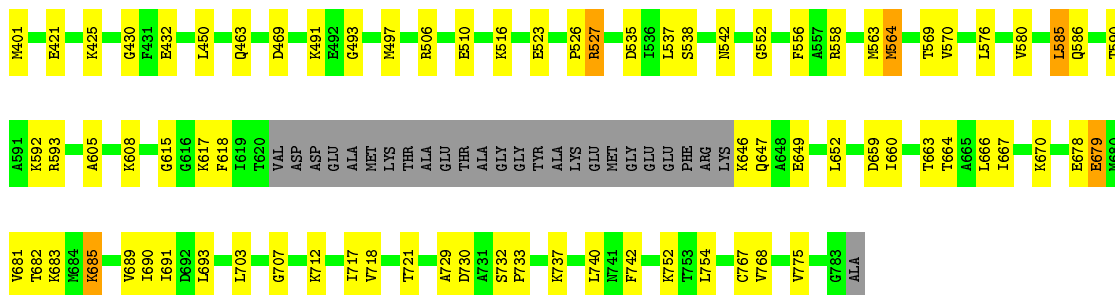 M401 E421 K425 G430 F431 E432 L450 Q463 D469 K491 E492 G493 M497 R506 E510 K516 E523 P526 R527 D535 I536 L537 S538 N542 G552 F556 A557 R558 M563 M564 T569 V570 L576 V580 L585 Q586 T590
A591 K592 R593 A605 K608 G615 G616 K617 F618 I619 T620 VAL ASP ASP GLU ALA MET LYS THR ALA GLU THR ALA GLY GLY TYR ALA LYS GLU MET GLY GLU GLU PHE ARG LYS K646 Q647 A648 E649 L652 D659 I660 T663 T664 A665 L666 I667 K670 E678 E679 M680
V681 T682 K683 M684 K685 V689 I690 I691 D692 L693 L703 G707 K712 I717 V718 T721 A729 D730 A731 S732 P733 K737 L740 N741 F742 K752 T753 L754 C767 V768 V775 G783 ALA